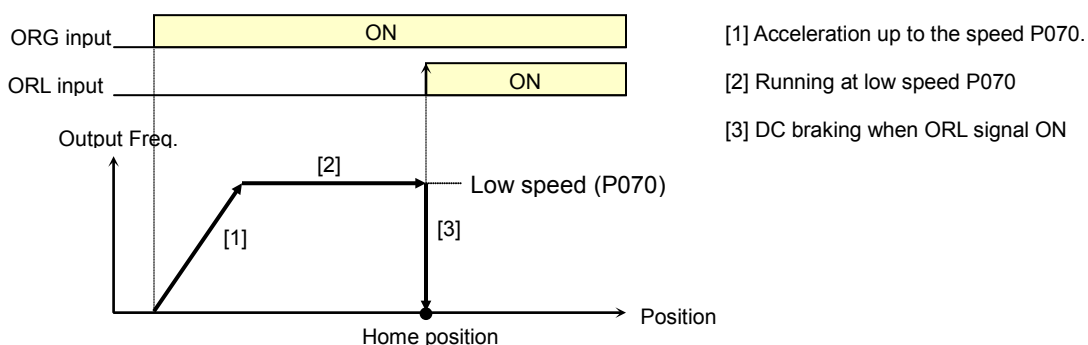 ORG input
ON
ORL input
ON
Output Freq.
[1]
[2]
[3]
Low speed (P070)
Position
Home position
[1] Acceleration up to the speed P070.
[2] Running at low speed P070
[3] DC braking when ORL signal ON